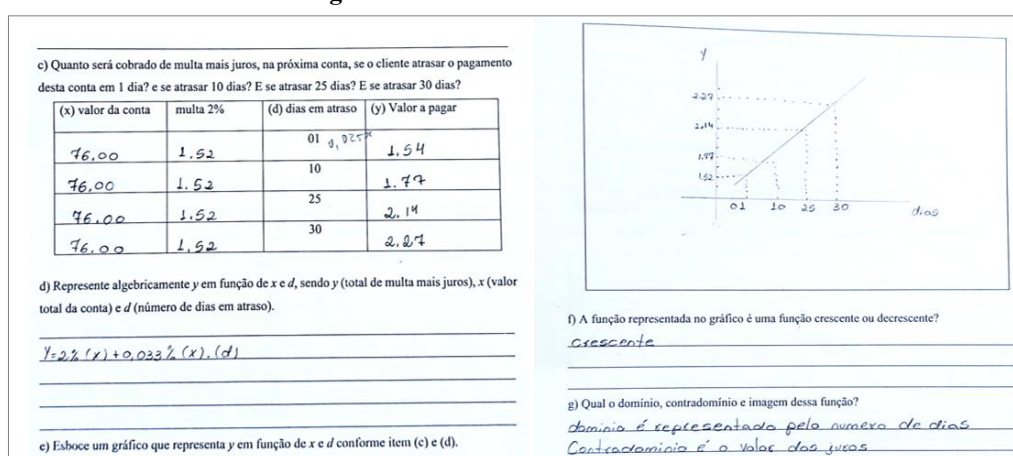 c) Quanto será cobrado de multa mais juros, na próxima conta, se o cliente atrasar o pagamento
desta conta em 1 dia? e se atrasar 10 dias? E se atrasar 25 dias? E se atrasar 30 dias?
(x) valor da conta multa 2% (d) dias em atraso (y) Valor a pagar
76,00 1.52 01 0,025x 1.54
76,00 1.52 10 1.77
76,00 1.52 25 2.14
76,00 1,52 30 2.27
d) Represente algebricamente y em função de x e d, sendo y (total de multa mais juros), x (valor
total da conta) e d (número de dias em atraso).
y=2% (x) + 0,033% (x).(d)
e) Esboce um gráfico que representa y em função de x e d conforme item (c) e (d).
y
2.27
2,14
1.77
1.52
01 10 25 30 dias
f) A função representada no gráfico é uma função crescente ou decrescente?
crescente
g) Qual o domínio, contradomínio e imagem dessa função?
dominio é representado pelo numero de dias
Contradominio é o valor dos juros